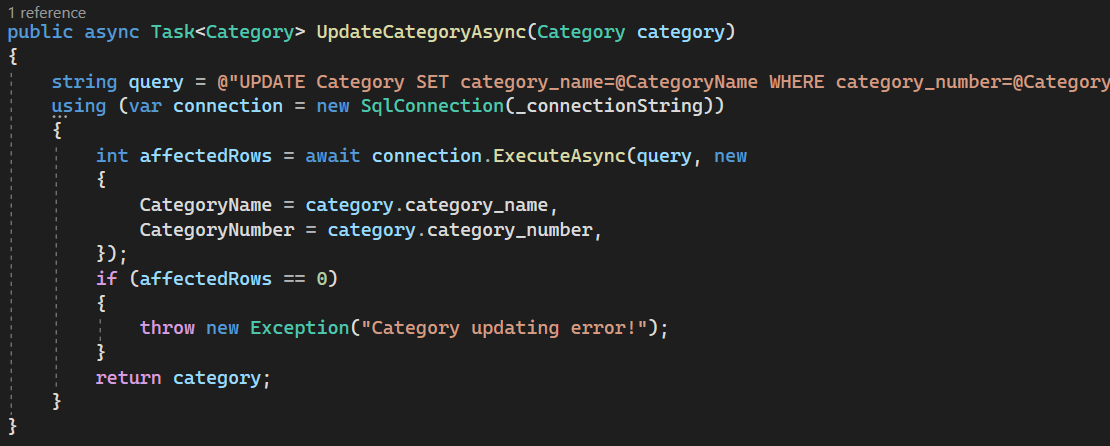 1 reference
public async Task<Category> UpdateCategoryAsync(Category category)
{
string query = @"UPDATE Category SET category_name=@CategoryName WHERE category_number=@Category
using (var connection = new SqlConnection(_connectionString))
{
int affectedRows = await connection.ExecuteAsync(query, new
{
CategoryName = category.category_name,
CategoryNumber = category.category_number,
});
if (affectedRows == 0)
{
throw new Exception("Category updating error!");
}
return category;
}
}